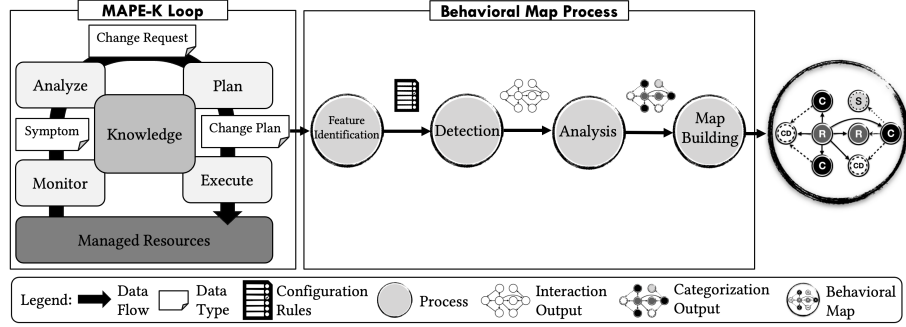 MAPE-K Loop
Behavioral Map Process
Change Request
Analyze
Plan
Symptom
Knowledge
Change Plan
Monitor
Execute
Managed Resources
Feature
Identification
Detection
Analysis
Map
Building
C
S
CD
R
R
C
C
CD
Legend:
Data
Flow
Data
Type
Configuration
Rules
Process
Interaction
Output
Categorization
Output
Behavioral
Map